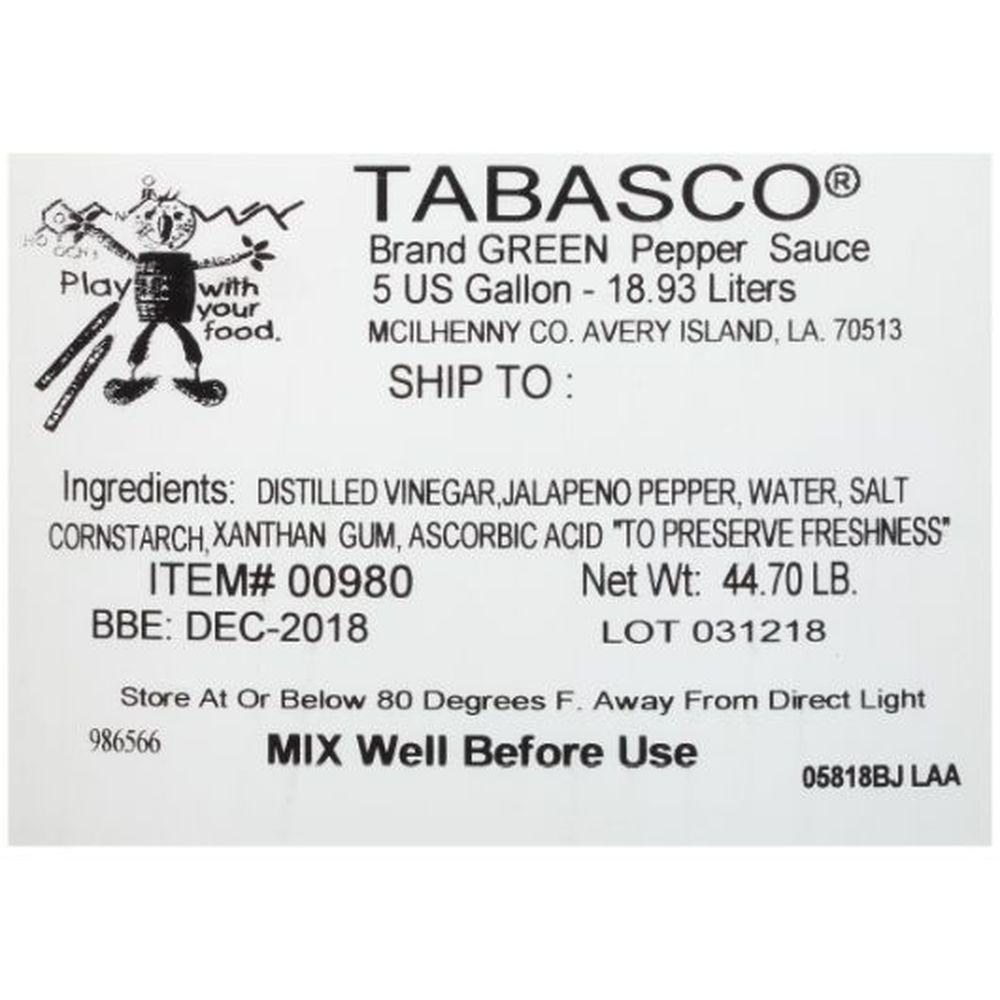 TABASCO®
Brand GREEN Pepper Sauce
5 US Gallon - 18.93 Liters
MCILHENNY CO. AVERY ISLAND, LA. 70513
SHIP TO :
Play with
your
food.
Ingredients: DISTILLED VINEGAR, JALAPENO PEPPER, WATER, SALT
CORNSTARCH, XANTHAN GUM, ASCORBIC ACID "TO PRESERVE FRESHNESS"
ITEM# 00980 Net Wt: 44.70 LB.
BBE: DEC-2018 LOT 031218
Store At Or Below 80 Degrees F. Away From Direct Light
986566 MIX Well Before Use
05818BJ LAA